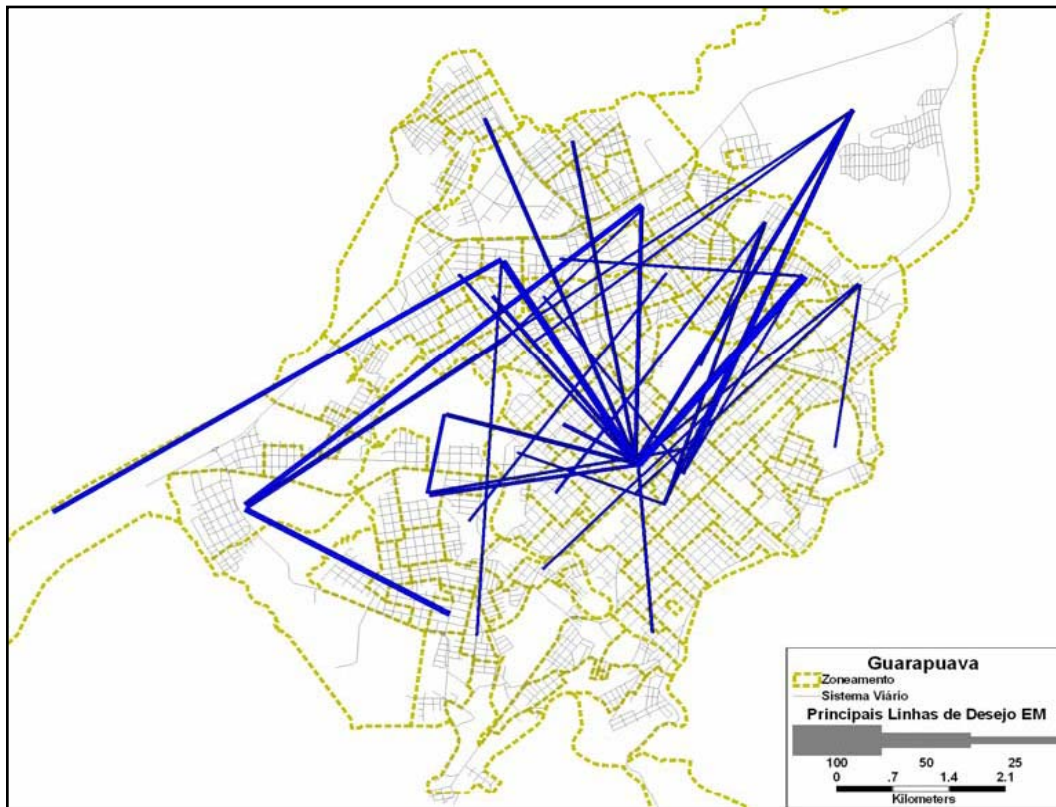 Guarapuava
Zoneamento
Sistema Viário
Principais Linhas de Desejo EM
100 50 25
0 .7 1.4 2.1
Kilometers